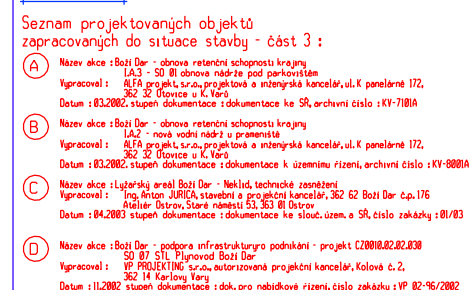 Seznam projektovaných objektů
zapracovaných do situace stavby - část 3 :
A
Název akce : Boží Dar - obnova retenční schopnosti krajiny
I.A.3 - SO 01 obnova nádrže pod parkovištěm
Vypracoval : ALFA projekt, s.r.o., projektová a inženýrská kancelář, ul. K panelárně 172,
362 32 Otovice u K. Varů
Datum : 03.2002, stupeň dokumentace : dokumentace ke SŘ, archivní číslo : KV-7101A
B
Název akce : Boží Dar - obnova retenční schopnosti krajiny
I.A.2 - nová vodní nádrž u prameniště
Vypracoval : ALFA projekt, s.r.o., projektová a inženýrská kancelář, ul. K panelárně 172,
362 32 Otovice u K. Varů
Datum : 03.2002, stupeň dokumentace : dokumentace k územnímu řízení, archivní číslo : KV-8001A
C
Název akce : Lyžařský areál Boží Dar - Neklid, technické zasněžení
Vypracoval : Ing. Anton JURICA, stavební a projekční kancelář, 362 62 Boží Dar č.p. 176
Ateliér Ostrov, Staré náměstí 53, 363 01 Ostrov
Datum : 04.2003 stupeň dokumentace : dokumentace ke slouč. územ. a SŘ, číslo zakázky : 01/03
D
Název akce : Boží Dar - podpora infrastrukturyro podnikání - projekt CZ0010.02.02.030
SO 07 STL Plynovod Boží Dar
Vypracoval : VP PROJEKTING s.r.o., autorizovaná projekční kancelář, Kolová č. 2,
362 14 Karlovy Vary
Datum : 11.2002 stupeň dokumentace : dok. pro nabídkové řízení, číslo zakázky : VP 02-96/2002